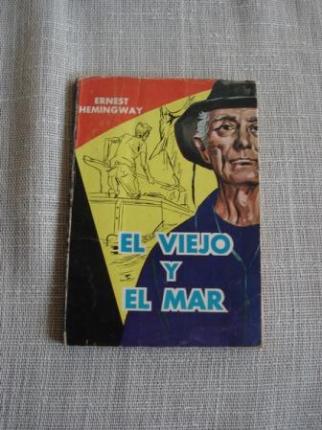 ERNEST
HEMINGWAY
EL VIEJO
Y
EL MAR